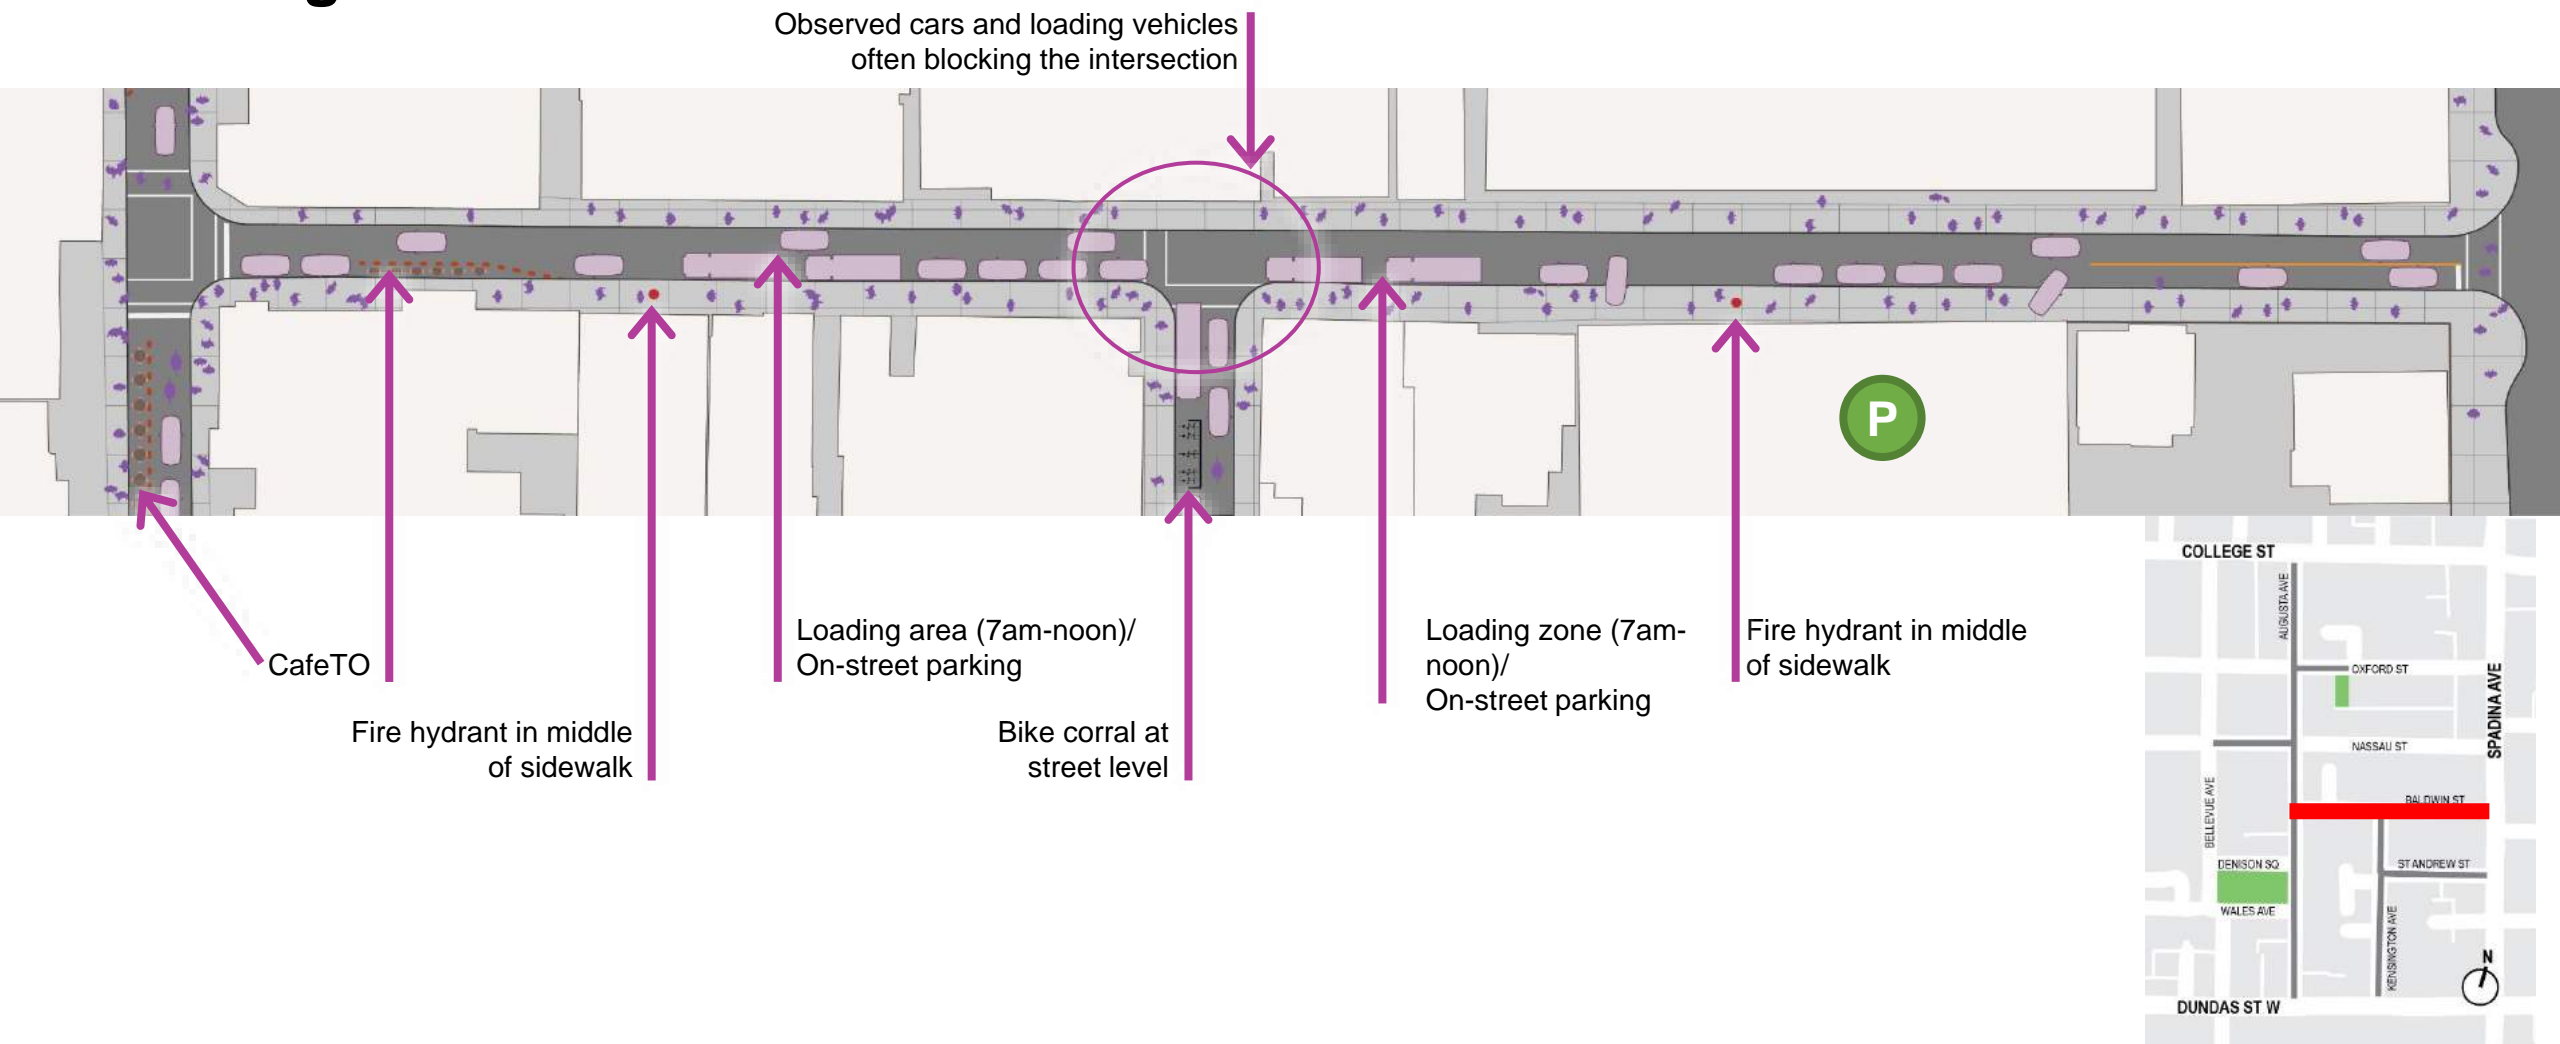 Observed cars and loading vehicles
often blocking the intersection
P
CafeTO
Fire hydrant in middle
of sidewalk
Loading area (7am-noon)/
On-street parking
Bike corral at
street level
Loading zone (7am-
noon)/
On-street parking
Fire hydrant in middle
of sidewalk
COLLEGE ST
AUGUSTA AVE
OXFORD ST
SPADINA AVE
NASSAU ST
BELLEVUE AVE
BALDWIN ST
DENISON SQ
ST ANDREW ST
WALES AVE
KENSINGTON AVE
N
DUNDAS ST W